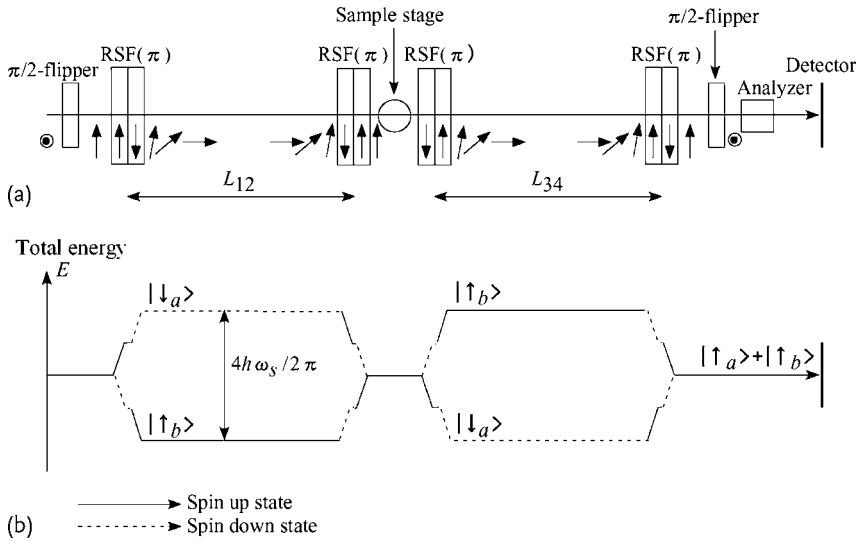 Sample stage
π/2-flipper
RSF(π)
RSF(π)
RSF(π)
RSF(π)
Detector
π/2-flipper
Analyzer
L12
L34
(a)
Total energy
E
|↓a>
|↑b>
4hωs/2π
|↑a>+|↑b>
|↑b>
|↓a>
Spin up state
(b)
Spin down state